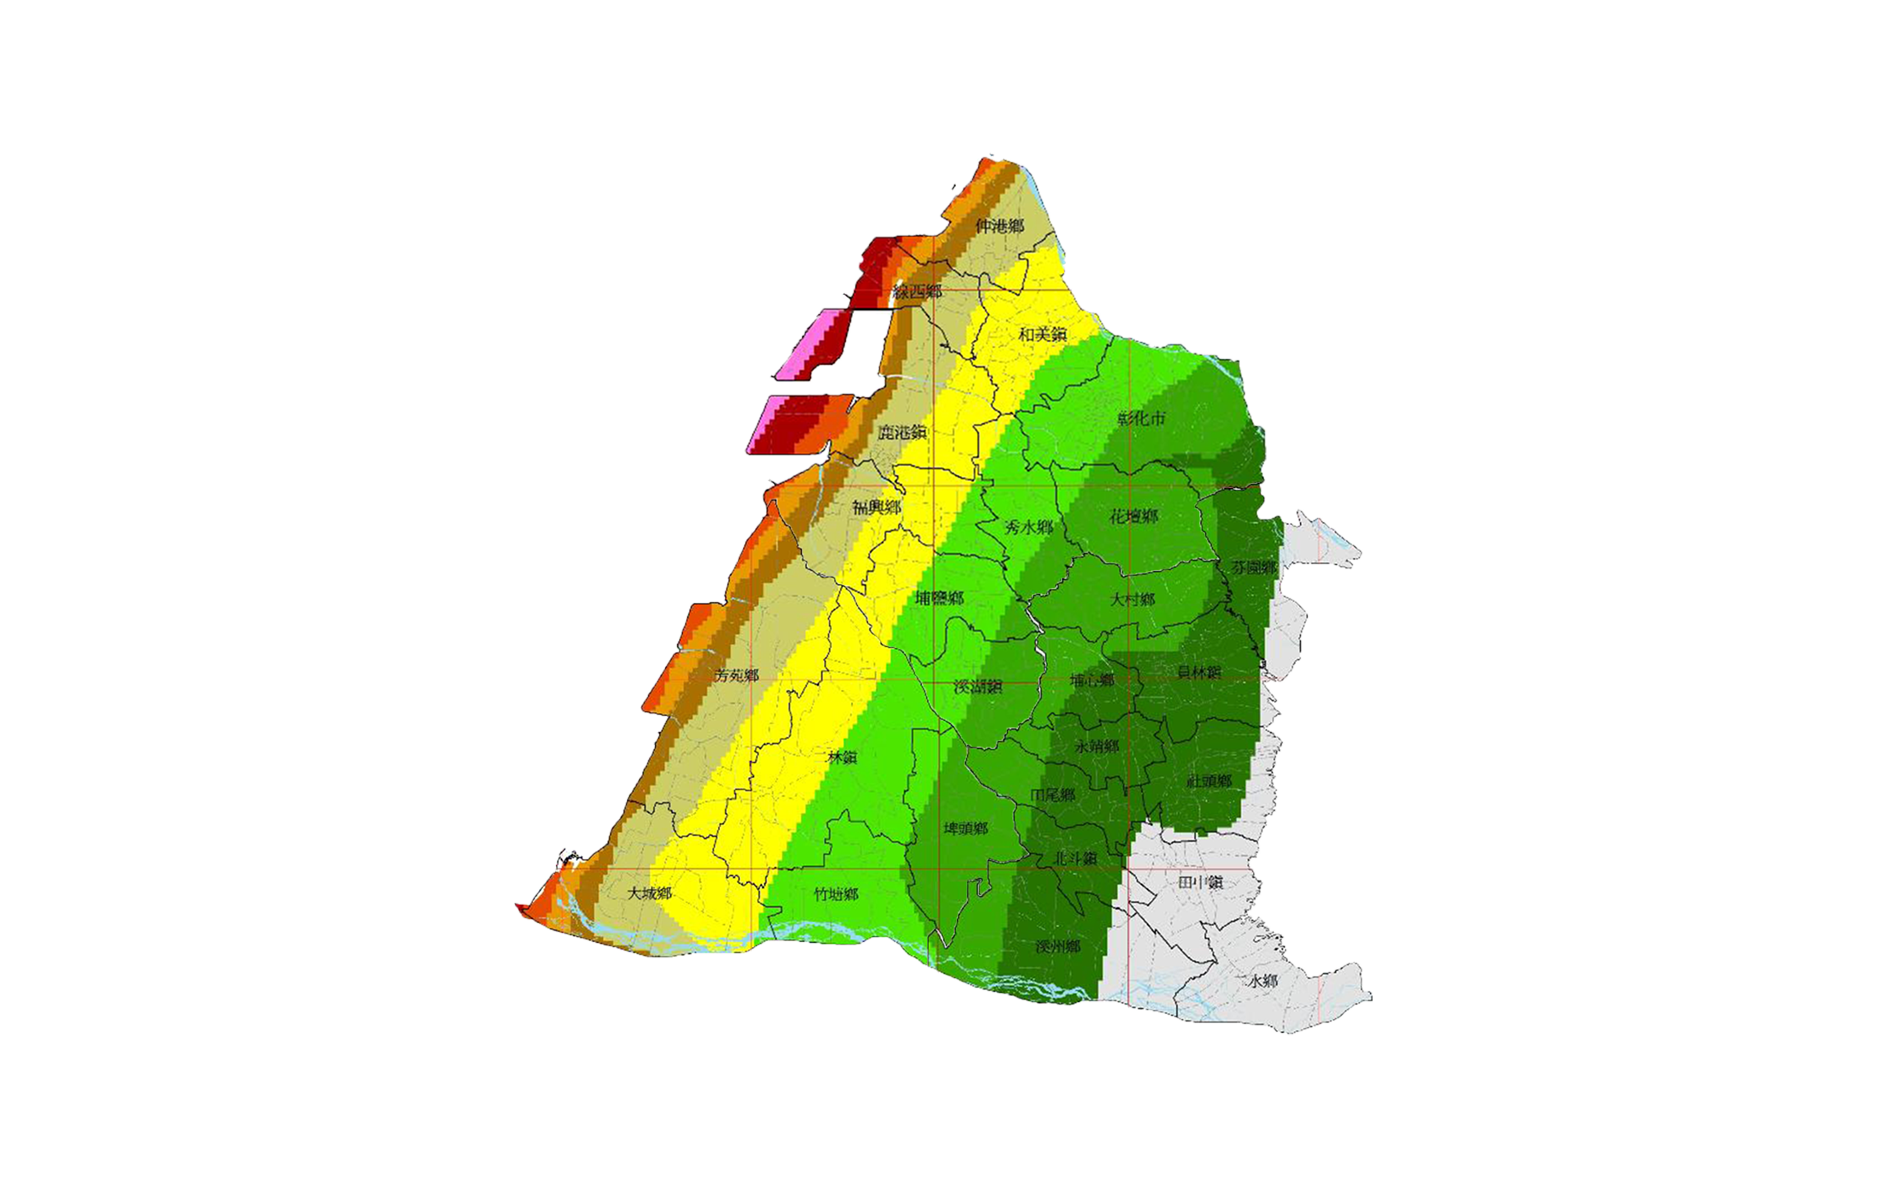 伸港鄉
線西鄉
和美鎮
彰化市
鹿港鎮
福興鄉
秀水鄉
花壇鄉
芬園鄉
埔鹽鄉
大村鄉
芳苑鄉
溪湖鎮
埔心鄉
員林鎮
林鎮
永靖鄉
社頭鄉
田尾鄉
埤頭鄉
北斗鎮
大城鄉
竹塘鄉
田中鎮
溪州鄉
二水鄉